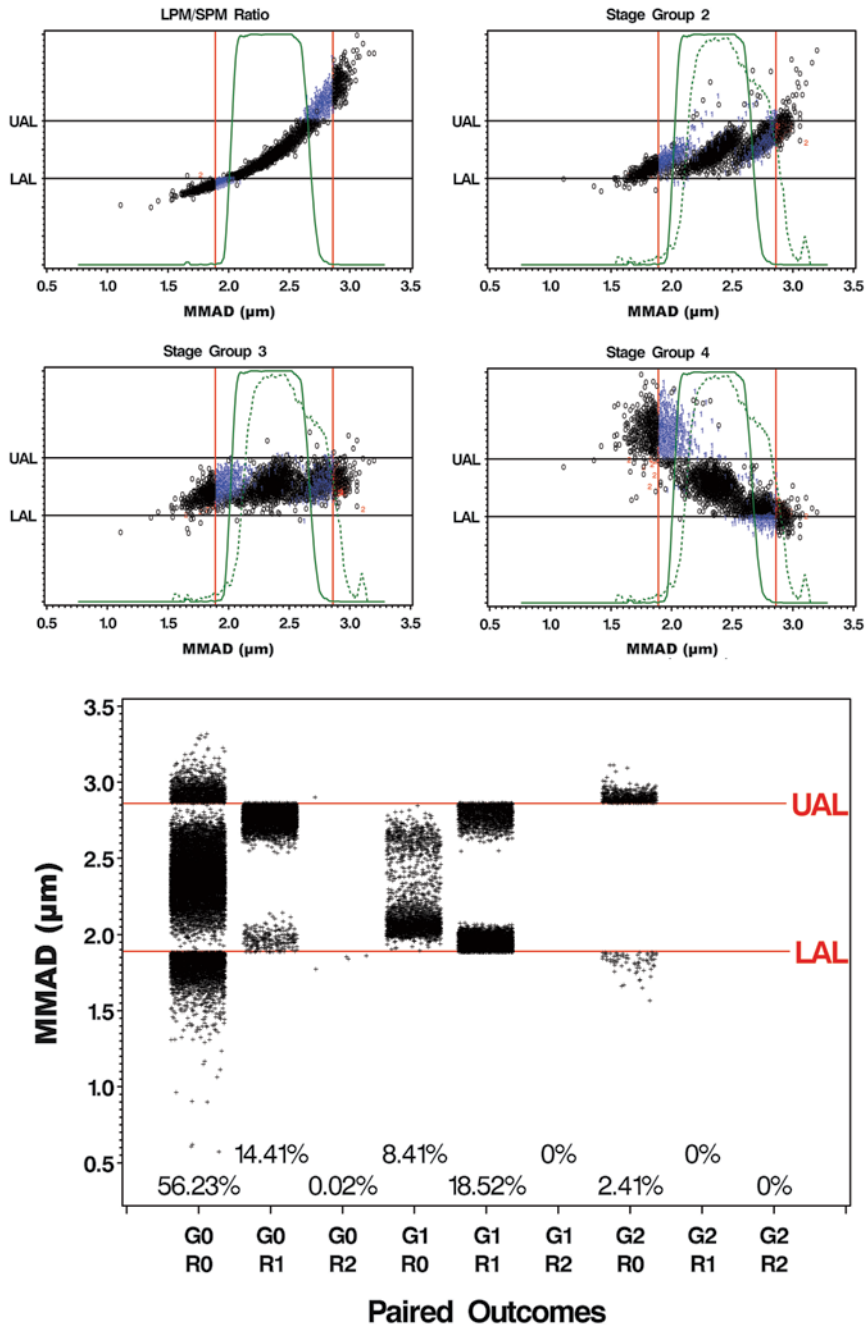 LPM/SPM Ratio
UAL
LAL
0.5 1.0 1.5 2.0 2.5 3.0 3.5
MMAD (µm)
Stage Group 2
UAL
LAL
0.5 1.0 1.5 2.0 2.5 3.0 3.5
MMAD (µm)
Stage Group 3
UAL
LAL
0.5 1.0 1.5 2.0 2.5 3.0 3.5
MMAD (µm)
Stage Group 4
UAL
LAL
0.5 1.0 1.5 2.0 2.5 3.0 3.5
MMAD (µm)
MMAD (µm)
3.5
3.0
2.5
2.0
1.5
1.0
0.5
UAL
LAL
14.41% 8.41% 0% 0%
56.23% 0.02% 18.52% 2.41% 0%
G0 G0 G0 G1 G1 G1 G2 G2 G2
R0 R1 R2 R0 R1 R2 R0 R1 R2
Paired Outcomes